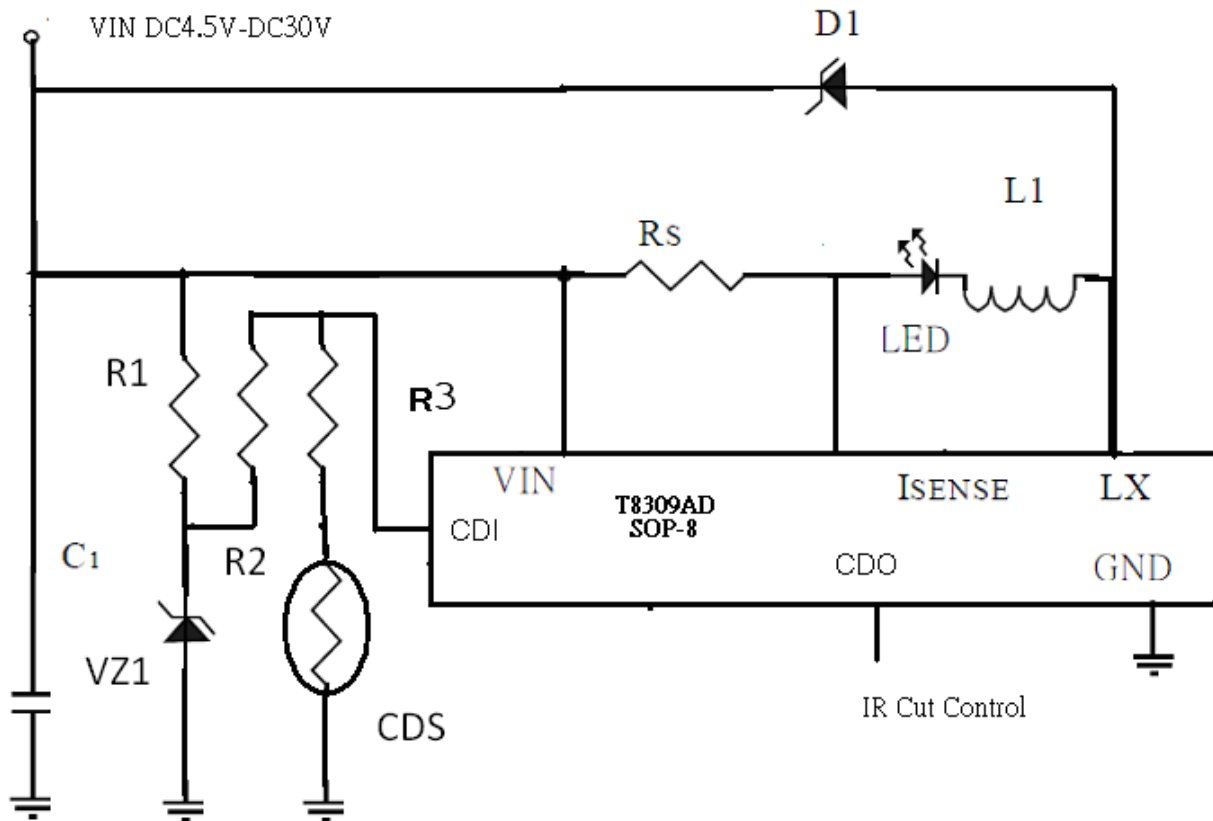 VIN DC4.5V-DC30V
D1
L1
Rs
LED
R1
R3
VIN
ISENSE
LX
T8309AD
SOP-8
CDI
C1
R2
CDO
GND
VZ1
CDS
IR Cut Control